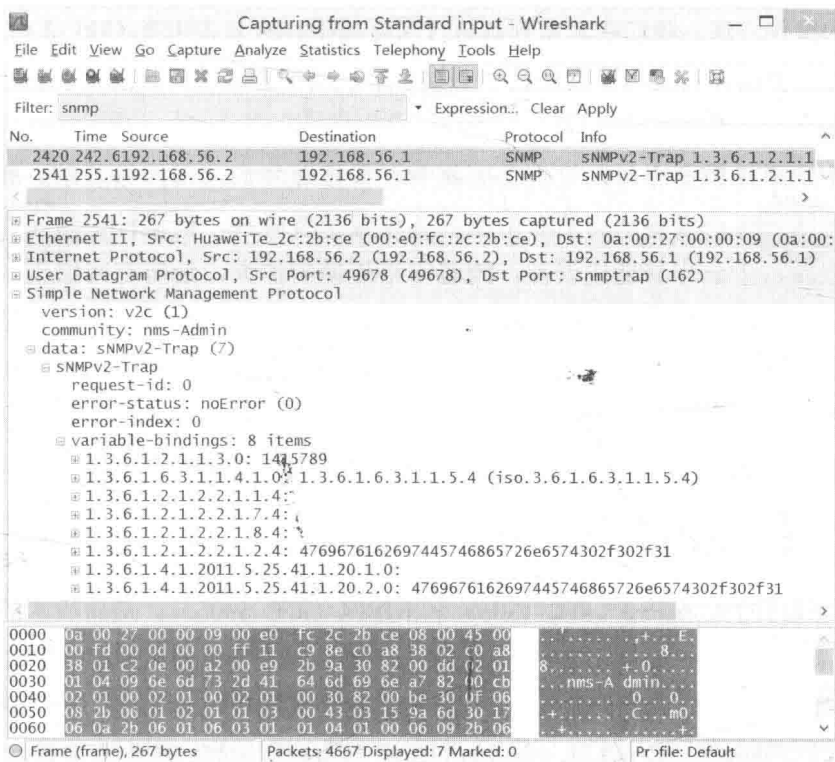 Capturing from Standard input - Wireshark
File Edit View Go Capture Analyze Statistics Telephony Tools Help
Filter: snmp Expression... Clear Apply
No. Time Source Destination Protocol Info
2420 242.6192.168.56.2 192.168.56.1 SNMP sNMPv2-Trap 1.3.6.1.2.1.1
2541 255.1192.168.56.2 192.168.56.1 SNMP sNMPv2-Trap 1.3.6.1.2.1.1
Frame 2541: 267 bytes on wire (2136 bits), 267 bytes captured (2136 bits)
Ethernet II, Src: HuaweiTe_2c:2b:ce (00:e0:fc:2c:2b:ce), Dst: 0a:00:27:00:00:09 (0a:00:
Internet Protocol, Src: 192.168.56.2 (192.168.56.2), Dst: 192.168.56.1 (192.168.56.1)
User Datagram Protocol, Src Port: 49678 (49678), Dst Port: snmptrap (162)
Simple Network Management Protocol
version: v2c (1)
community: nms-Admin
data: sNMPv2-Trap (7)
sNMPv2-Trap
request-id: 0
error-status: noError (0)
error-index: 0
variable-bindings: 8 items
1.3.6.1.2.1.1.3.0: 1415789
1.3.6.1.6.3.1.1.4.1.0: 1.3.6.1.6.3.1.1.5.4 (iso.3.6.1.6.3.1.1.5.4)
1.3.6.1.2.1.2.2.1.1.4:
1.3.6.1.2.1.2.2.1.7.4:
1.3.6.1.2.1.2.2.1.8.4:
1.3.6.1.2.1.2.2.1.2.4: 47696761626974457468657​26e6574302f302f31
1.3.6.1.4.1.2011.5.25.41.1.20.1.0:
1.3.6.1.4.1.2011.5.25.41.1.20.2.0: 4769676162697445746865726e6574302f302f31
0000 0a 00 27 00 00 09 00 e0 fc 2c 2b ce 08 00 45 00 ..'..... .,+...E.
0010 00 fd 00 0d 00 00 ff 11 c9 8e c0 a8 38 02 c0 a8 ........ ....8...
0020 38 01 c2 0e 00 a2 00 e9 2b 9a 30 82 00 dd 02 01 8....... +.0.....
0030 01 04 09 6e 6d 73 2d 41 64 6d 69 6e a7 82 00 cb ...nms-A dmin....
0040 02 01 00 02 01 00 02 01 00 30 82 00 be 30 0f 06 ........ .0...0..
0050 08 2b 06 01 02 01 01 03 00 43 03 15 9a 6d 30 17 .+...... .C...m0.
0060 06 0a 2b 06 01 06 03 01 01 04 01 00 06 09 2b 06 ..+..... ......+.
Frame (frame), 267 bytes Packets: 4667 Displayed: 7 Marked: 0 Profile: Default